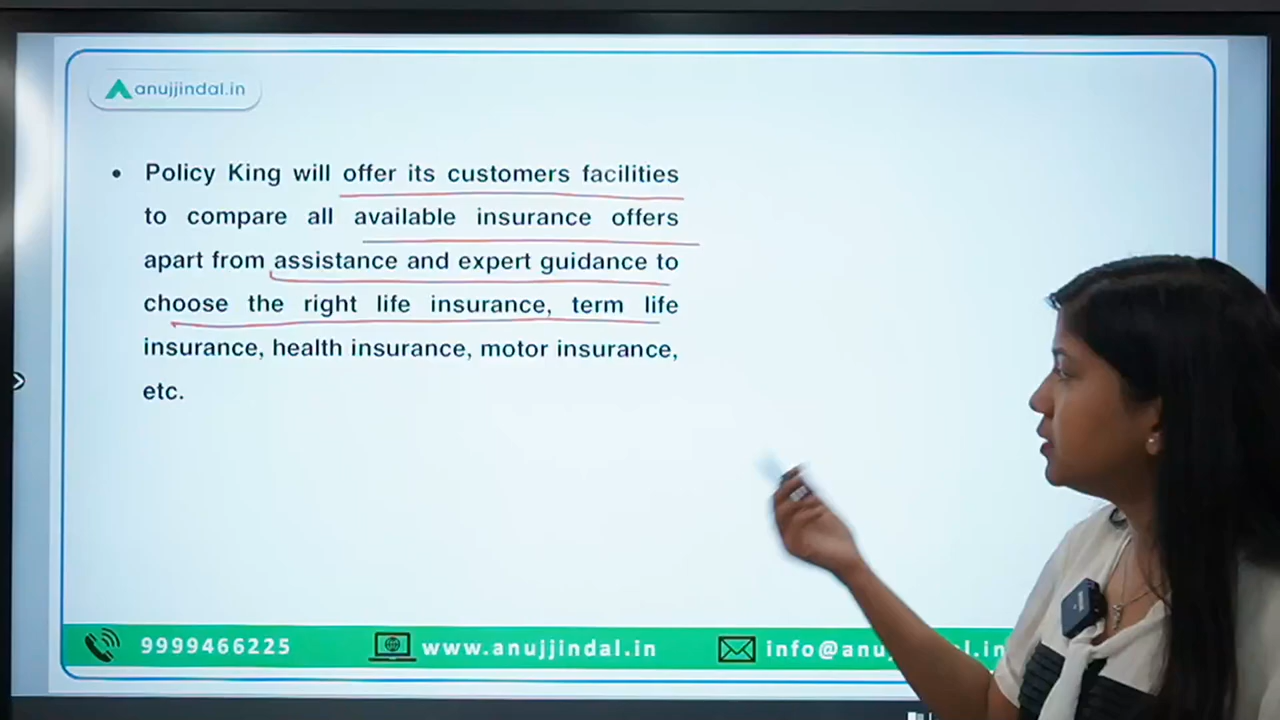 anujjindal.in
• Policy King will offer its customers facilities
to compare all available insurance offers
apart from assistance and expert guidance to
choose the right life insurance, term life
insurance, health insurance, motor insurance,
etc.
9999466225 www.anujjindal.in